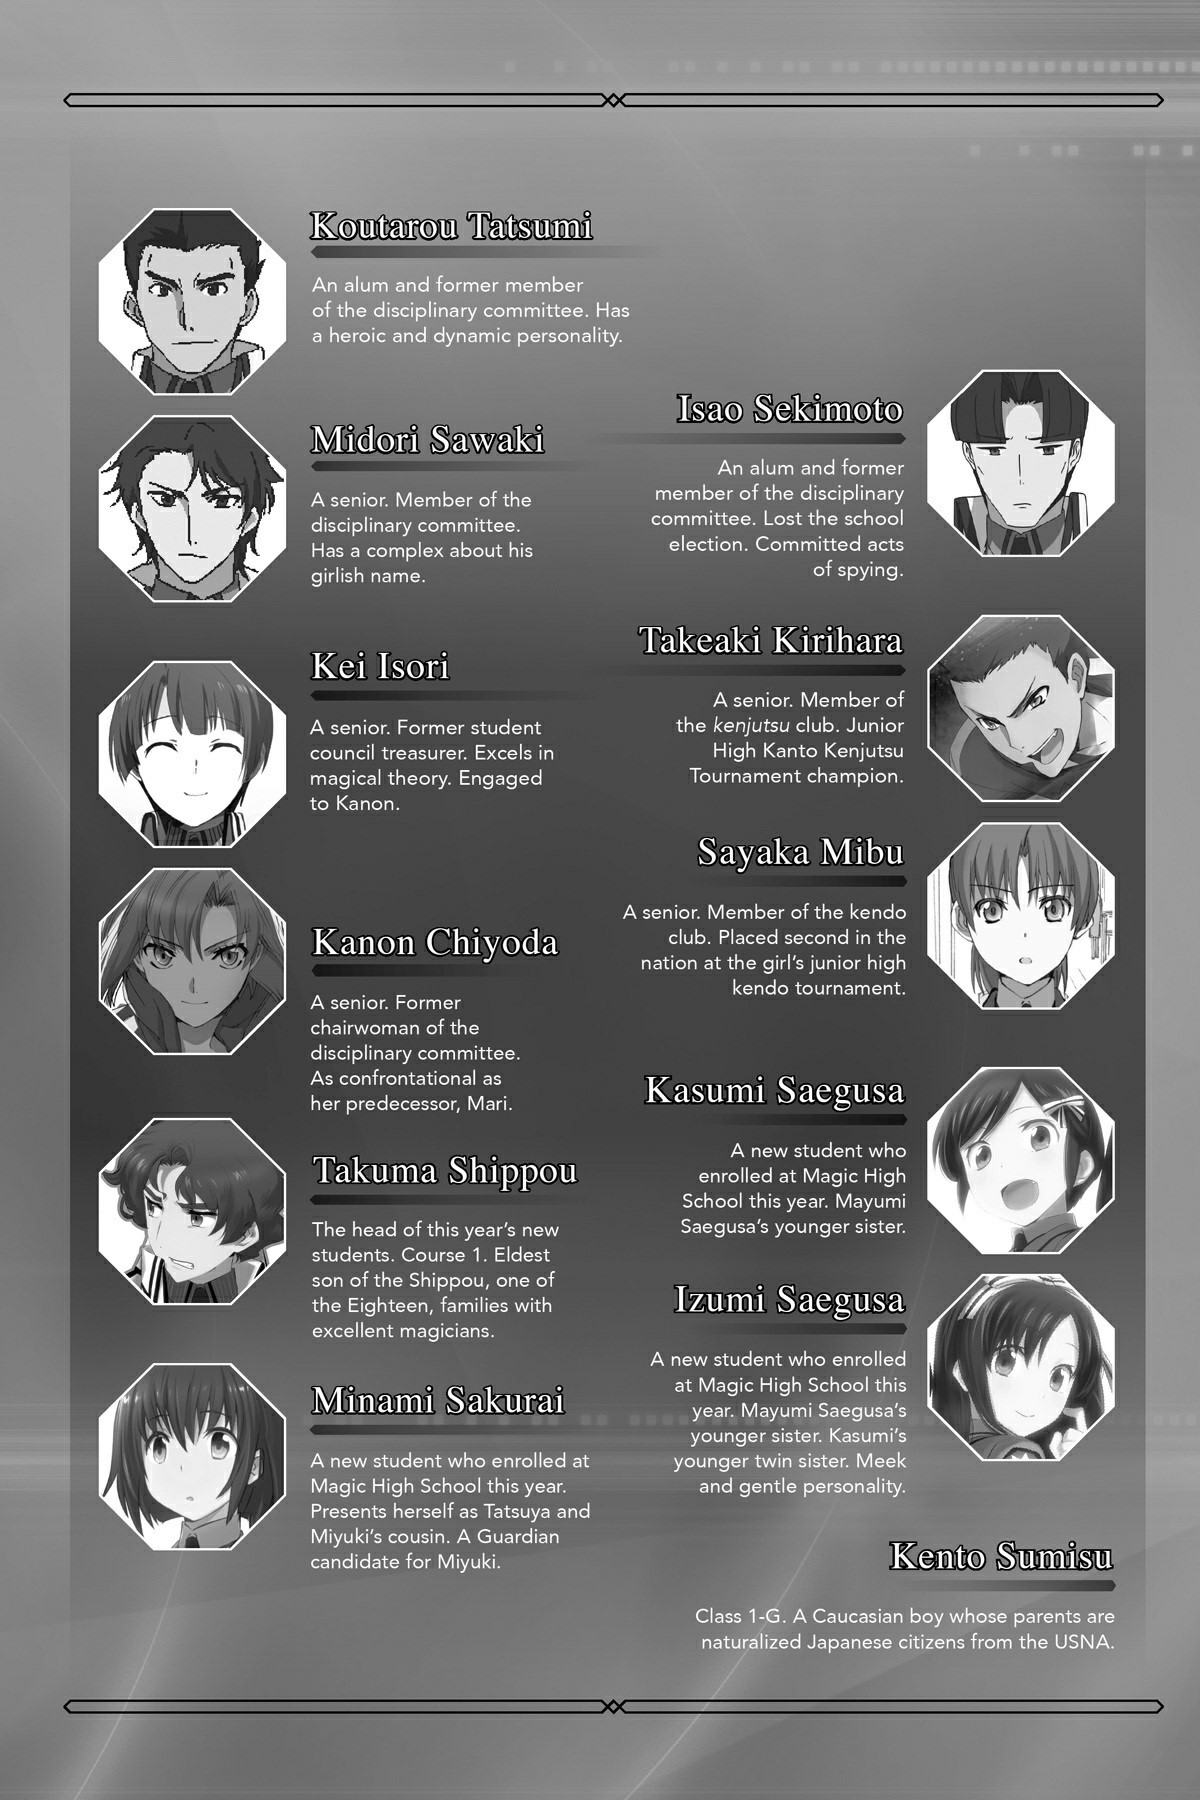 Koutarou Tatsumi
An alum and former member
of the disciplinary committee. Has
a heroic and dynamic personality.
Midori Sawaki
A senior. Member of the
disciplinary committee.
Has a complex about his
girlish name.
Kei Isori
A senior. Former student
council treasurer. Excels in
magical theory. Engaged
to Kanon.
Kanon Chiyoda
A senior. Former
chairwoman of the
disciplinary committee.
As confrontational as
her predecessor, Mari.
Takuma Shippou
The head of this year’s new
students. Course 1. Eldest
son of the Shippou, one of
the Eighteen, families with
excellent magicians.
Minami Sakurai
A new student who enrolled at
Magic High School this year.
Presents herself as Tatsuya and
Miyuki’s cousin. A Guardian
candidate for Miyuki.
Isao Sekimoto
An alum and former
member of the disciplinary
committee. Lost the school
election. Committed acts
of spying.
Takeaki Kirihara
A senior. Member of
the kenjutsu club. Junior
High Kanto Kenjutsu
Tournament champion.
Sayaka Mibu
A senior. Member of the kendo
club. Placed second in the
nation at the girl’s junior high
kendo tournament.
Kasumi Saegusa
A new student who
enrolled at Magic High
School this year. Mayumi
Saegusa’s younger sister.
Izumi Saegusa
A new student who enrolled
at Magic High School this
year. Mayumi Saegusa’s
younger sister. Kasumi’s
younger twin sister. Meek
and gentle personality.
Kento Sumisu
Class 1-G. A Caucasian boy whose parents are
naturalized Japanese citizens from the USNA.